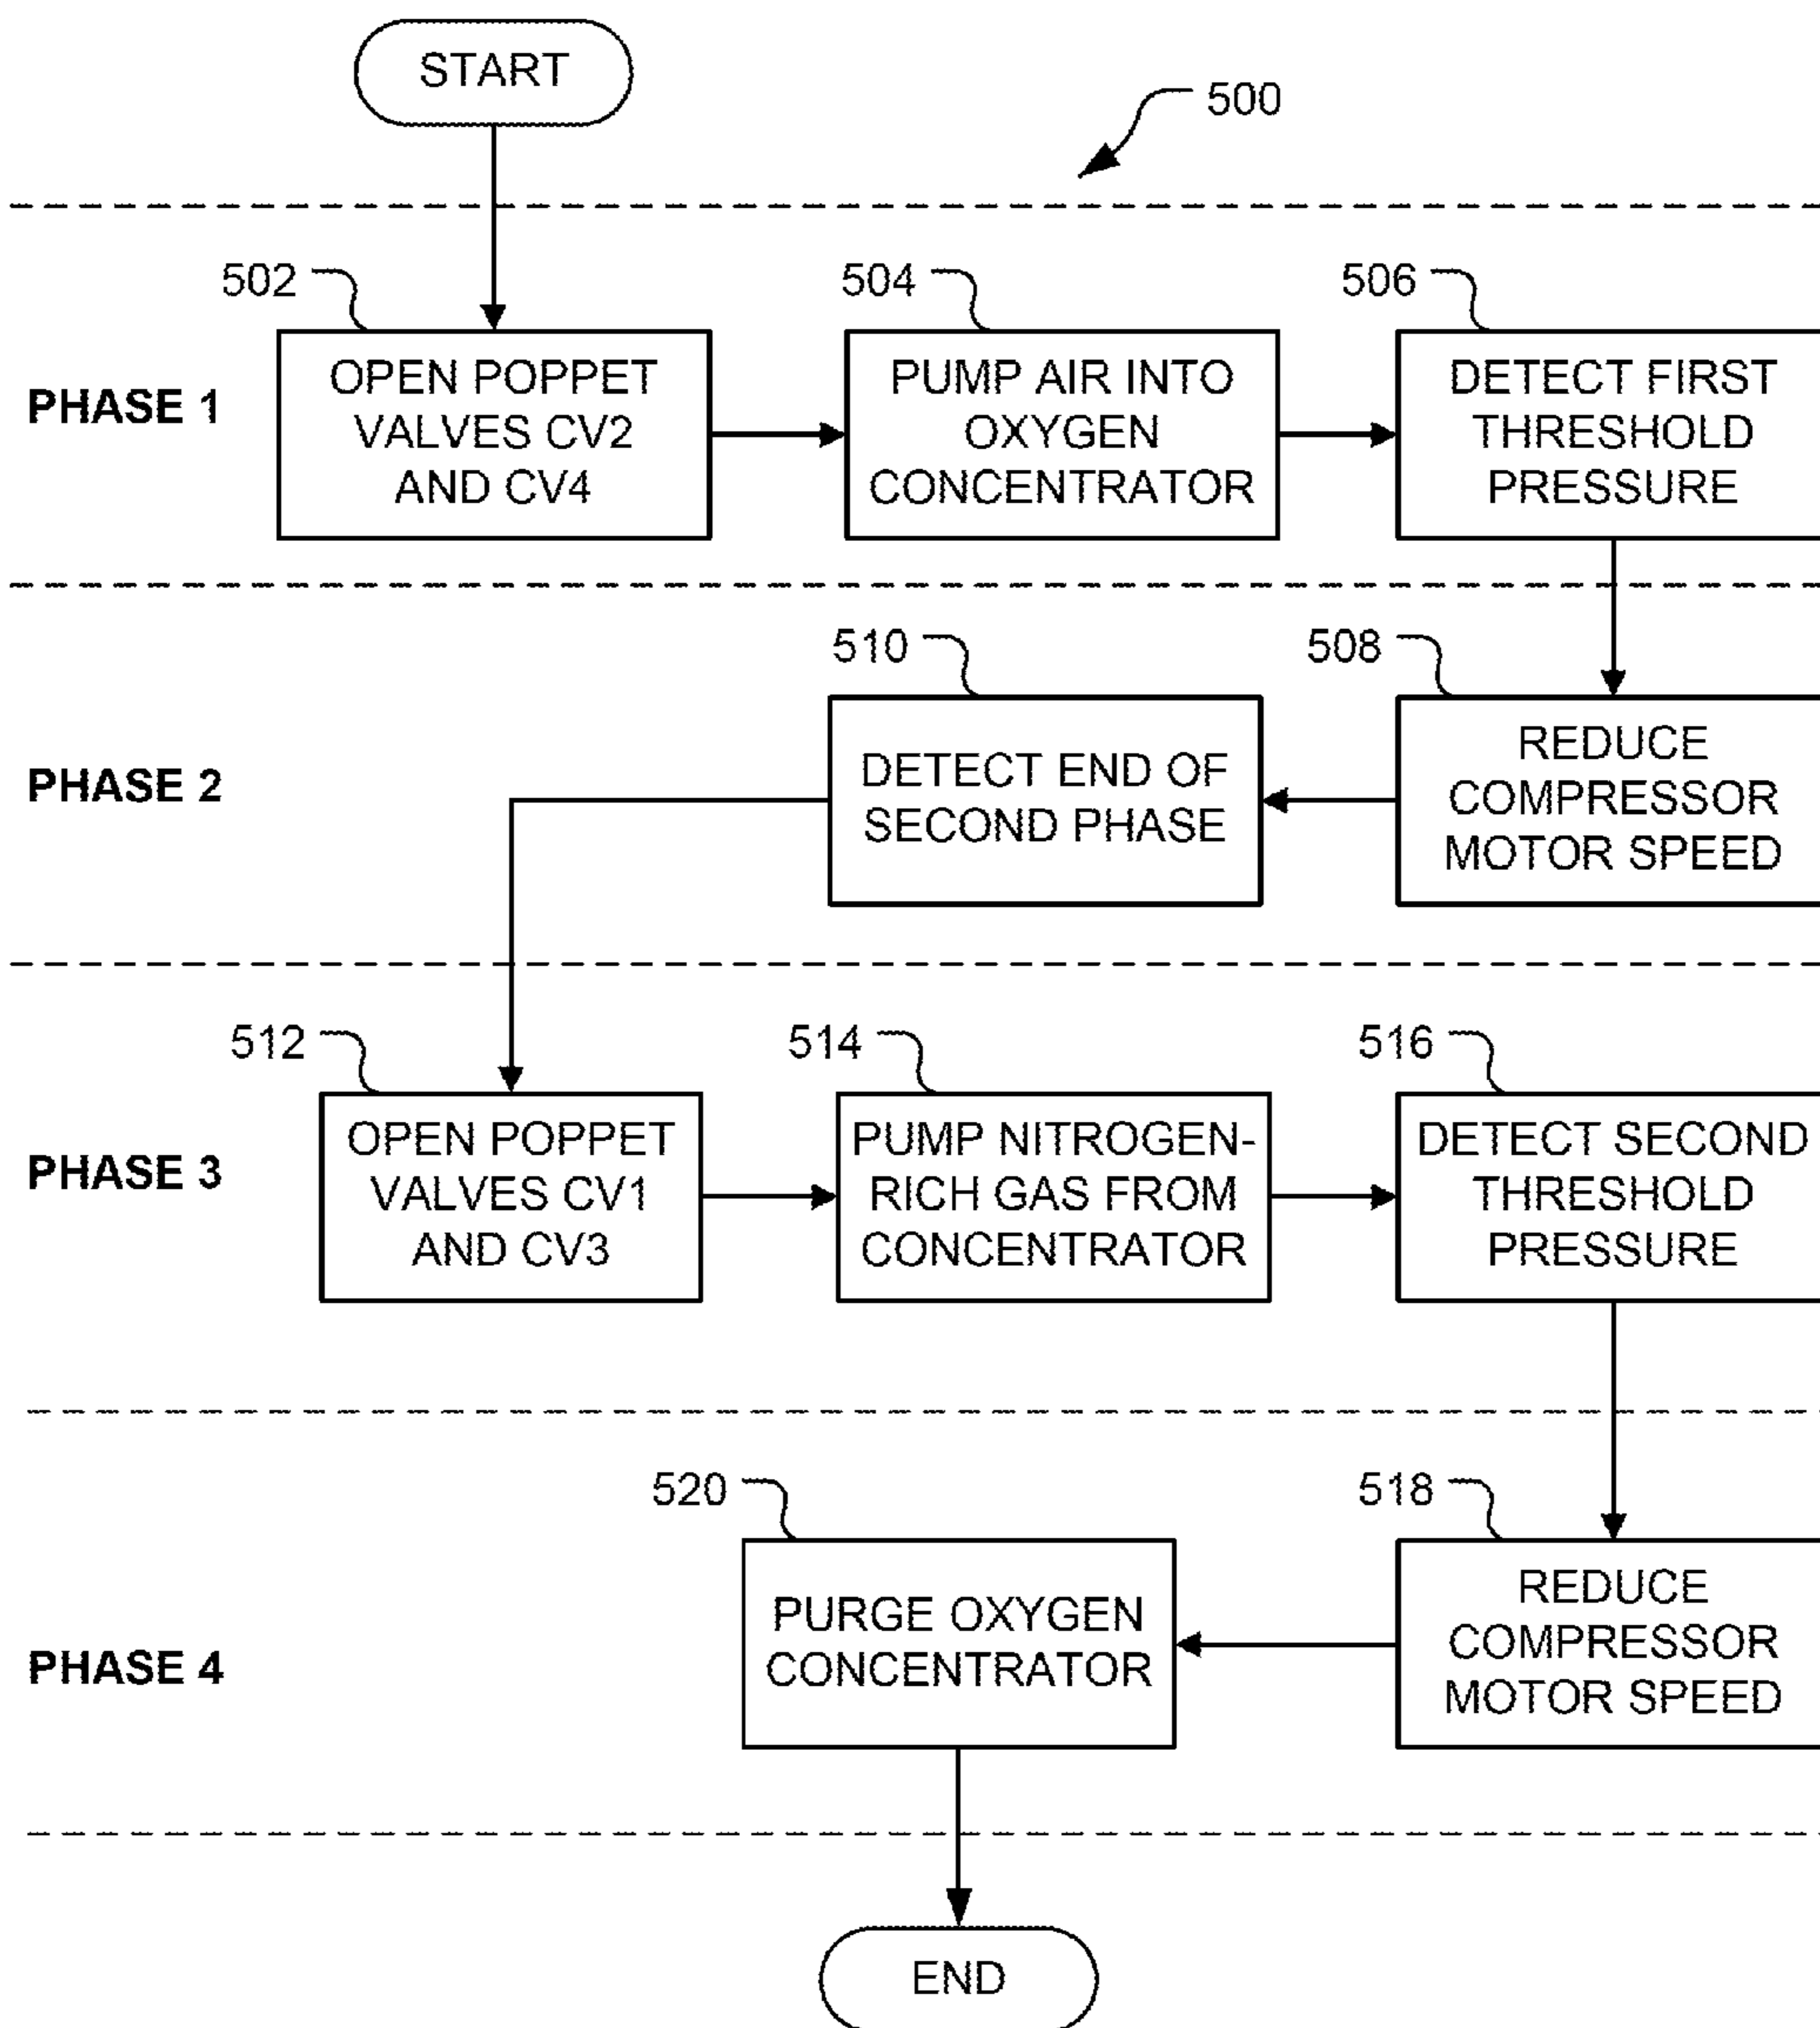 START
500
502
504
506
PHASE 1
OPEN POPPET
VALVES CV2
AND CV4
PUMP AIR INTO
OXYGEN
CONCENTRATOR
DETECT FIRST
THRESHOLD
PRESSURE
510
508
PHASE 2
DETECT END OF
SECOND PHASE
REDUCE
COMPRESSOR
MOTOR SPEED
512
514
516
PHASE 3
OPEN POPPET
VALVES CV1
AND CV3
PUMP NITROGEN-
RICH GAS FROM
CONCENTRATOR
DETECT SECOND
THRESHOLD
PRESSURE
520
518
PHASE 4
PURGE OXYGEN
CONCENTRATOR
REDUCE
COMPRESSOR
MOTOR SPEED
END